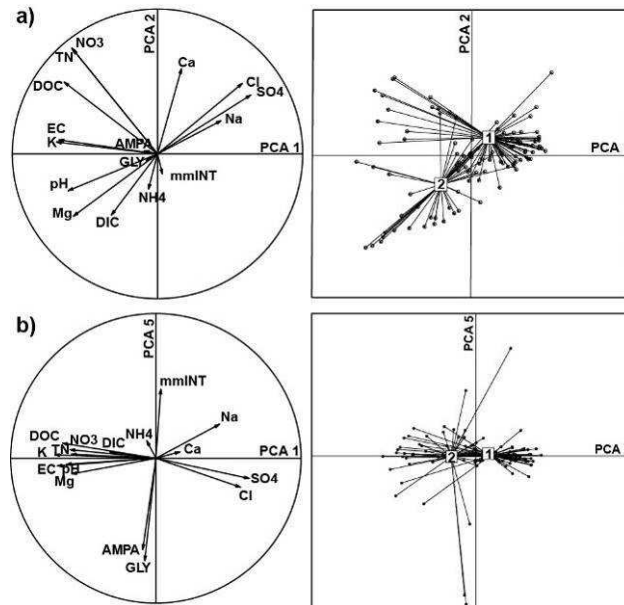 a)
PCA 2
NO3
TN
Ca
DOC
Cl
SO4
EC
Na
K
AMPA
PCA 1
GLY
mmINT
pH
NH4
Mg
DIC
PCA 2
1
PCA
2
b)
PCA 5
mmINT
Na
DOC
NO3
NH4
DIC
K
TN
Ca
PCA 1
EC
pH
SO4
Mg
Cl
AMPA
GLY
PCA 5
2
1
PCA